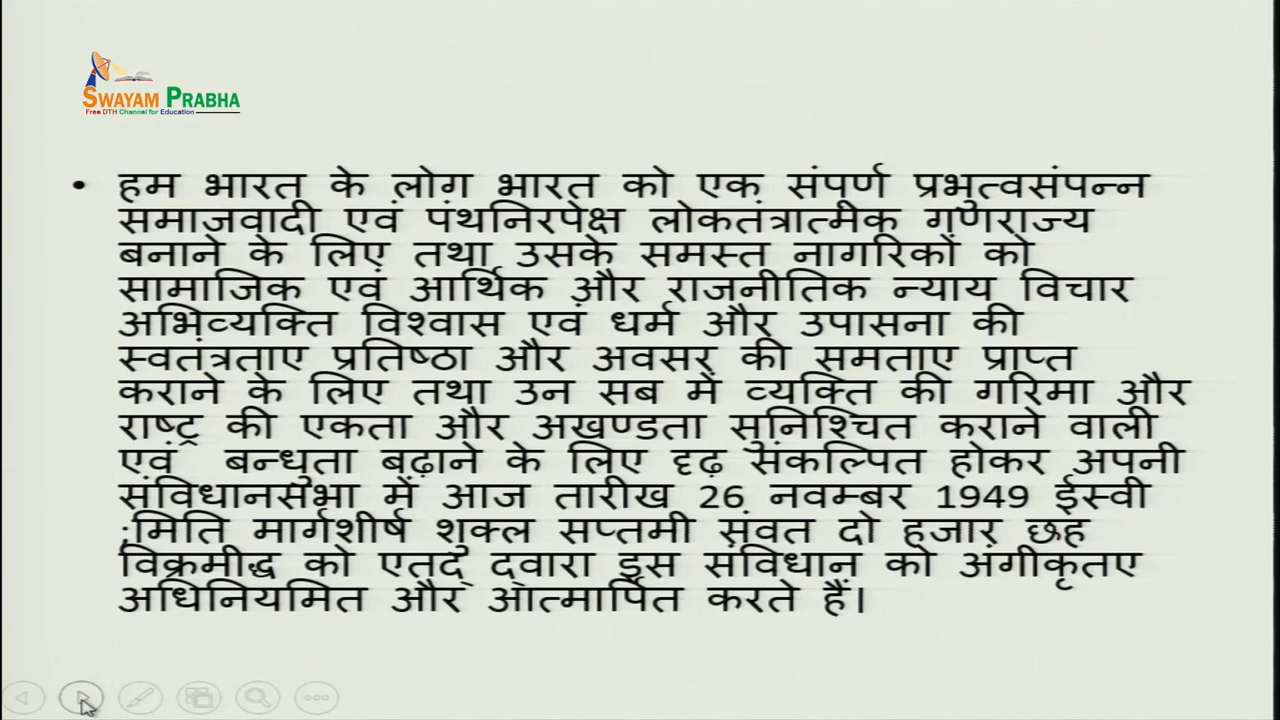 SWAYAM PRABHA
Free DTH Channel for Education
• हम भारत के लोग भारत को एक संपूर्ण प्रभुत्वसंपन्न
समाजवादी एवं पंथनिरपेक्ष लोकतंत्रात्मक गणराज्य
बनाने के लिए तथा उसके समस्त नागरिकों को
सामाजिक एवं आर्थिक और राजनीतिक न्याय विचार
अभिव्यक्ति विश्वास एवं धर्म और उपासना की
स्वतंत्रताए प्रतिष्ठा और अवसर की समताए प्राप्त
कराने के लिए तथा उन सब में व्यक्ति की गरिमा और
राष्ट्र की एकता और अखण्डता सुनिश्चित कराने वाली
एवं बन्धुता बढ़ाने के लिए दृढ़ संकल्पित होकर अपनी
संविधानसभा में आज तारीख 26 नवम्बर 1949 ईस्वी
;मिति मार्गशीर्ष शुक्ल सप्तमी संवत दो हजार छह
विक्रमीद्ध को एतद् द्वारा इस संविधान को अंगीकृतए
अधिनियमित और आत्मार्पित करते हैं।